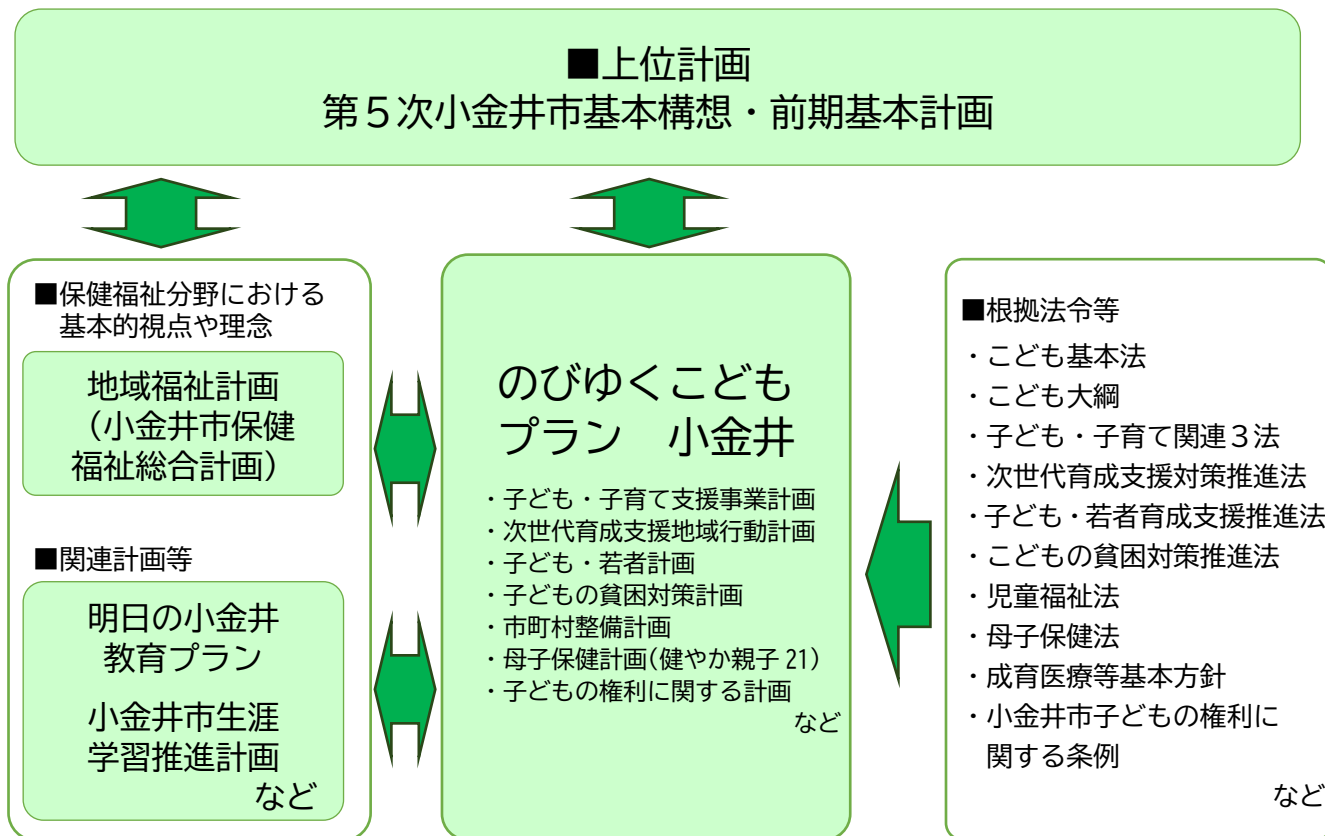 ■上位計画
第５次小金井市基本構想・前期基本計画
■保健福祉分野における
基本的視点や理念
地域福祉計画
（小金井市保健
福祉総合計画）
■関連計画等
明日の小金井
教育プラン
小金井市生涯
学習推進計画
など
のびゆくこども
プラン　小金井
・子ども・子育て支援事業計画
・次世代育成支援地域行動計画
・子ども・若者計画
・子どもの貧困対策計画
・市町村整備計画
・母子保健計画(健やか親子 21)
・子どもの権利に関する計画
など
■根拠法令等
・こども基本法
・こども大綱
・子ども・子育て関連３法
・次世代育成支援対策推進法
・子ども・若者育成支援推進法
・こどもの貧困対策推進法
・児童福祉法
・母子保健法
・成育医療等基本方針
・小金井市子どもの権利に
関する条例
など